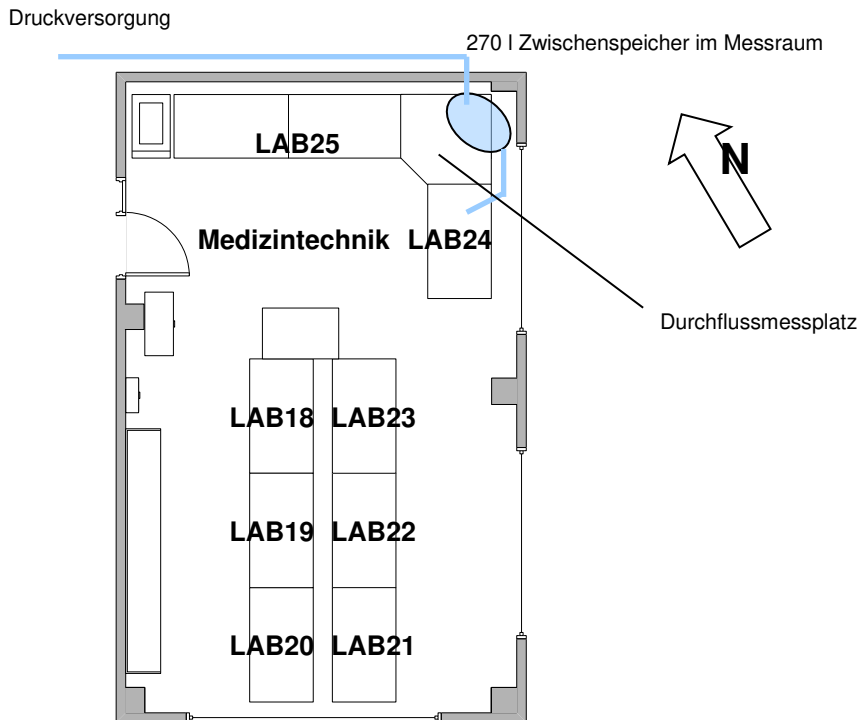 Druckversorgung
270 l Zwischenspeicher im Messraum
LAB25
N
Medizintechnik LAB24
Durchflussmessplatz
LAB18 LAB23
LAB19 LAB22
LAB20 LAB21